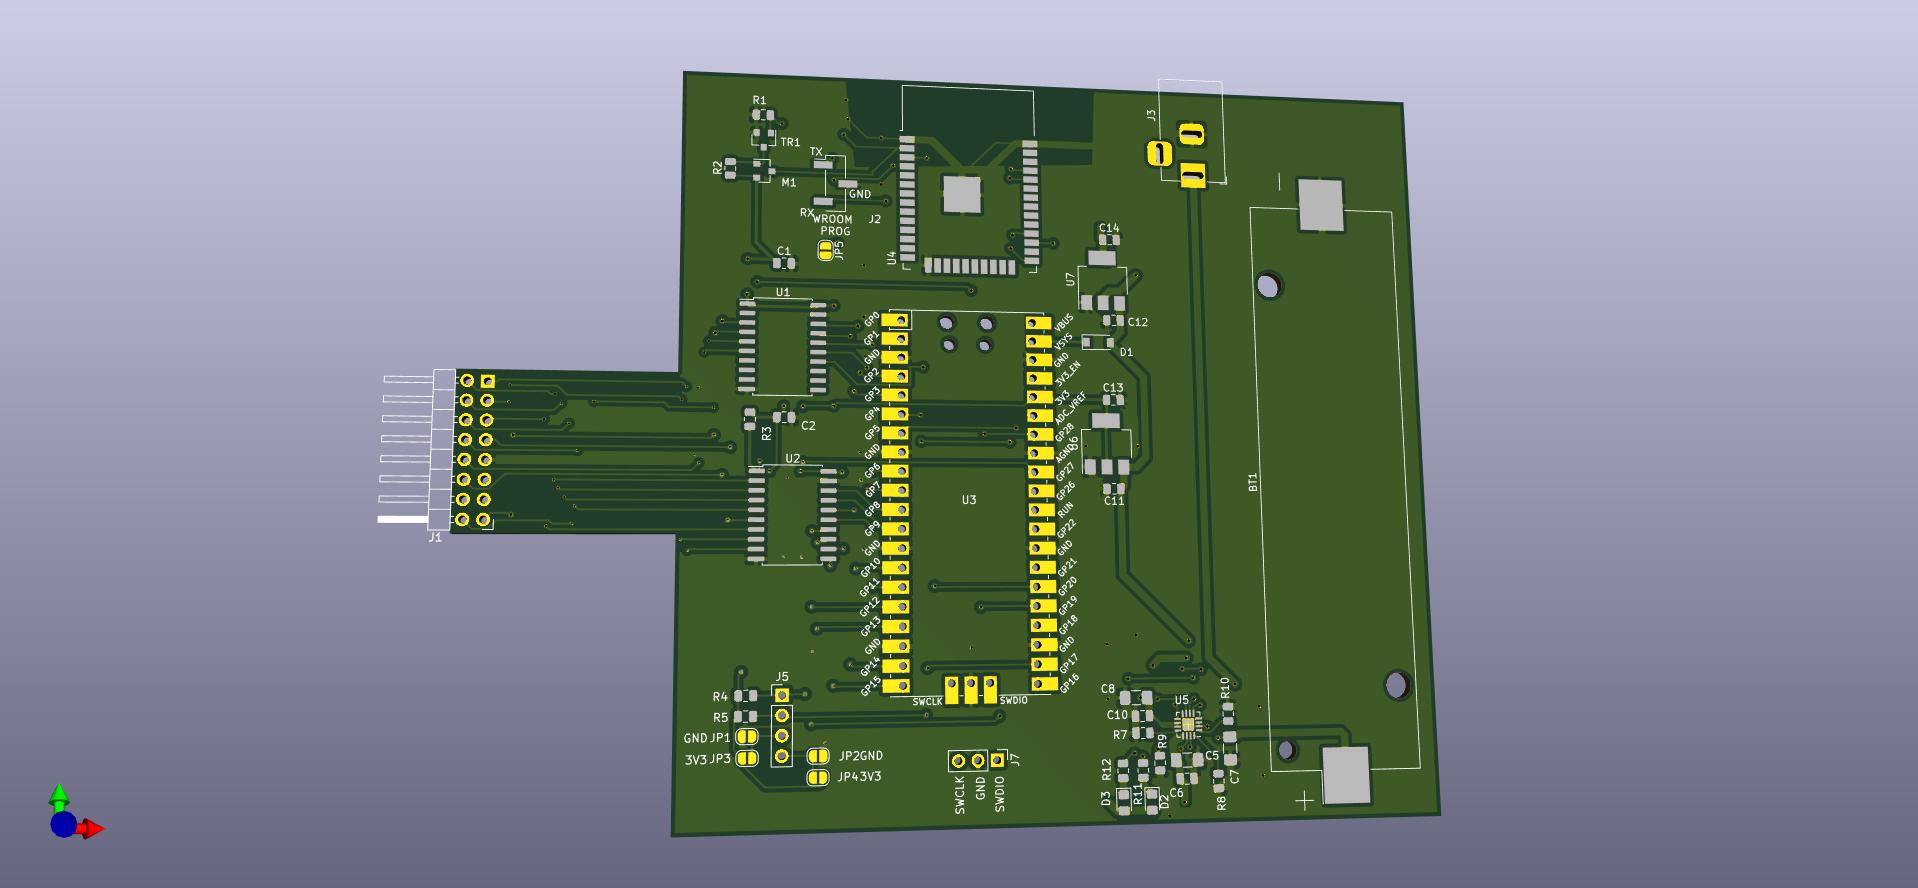 R1
TR1
R2
M1
TX
GND
RX
WROOM
PROG
J2
JP5
C1
U4
J3
C14
U7
C12
D1
U1
GP0
GP1
GND
GP2
GP3
GP4
GP5
GND
GP6
GP7
GP8
GP9
GND
GP10
GP11
GP12
GP13
GND
GP14
GP15
VBUS
VSYS
GND
3V3_EN
3V3
ADC_VREF
GP28
AGND
GP27
GP26
RUN
GP22
GND
GP21
GP20
GP19
GP18
GND
GP17
GP16
U3
SWCLK
SWDIO
C13
U6
C11
R3
C2
U2
J1
BT1
J5
R4
R5
GND JP1
3V3 JP3
JP2GND
JP43V3
J7
SWCLK
GND
SWDIO
C8
U5
R10
C10
R7
R9
C5
C7
R12
R11
C6
R8
D3
D2